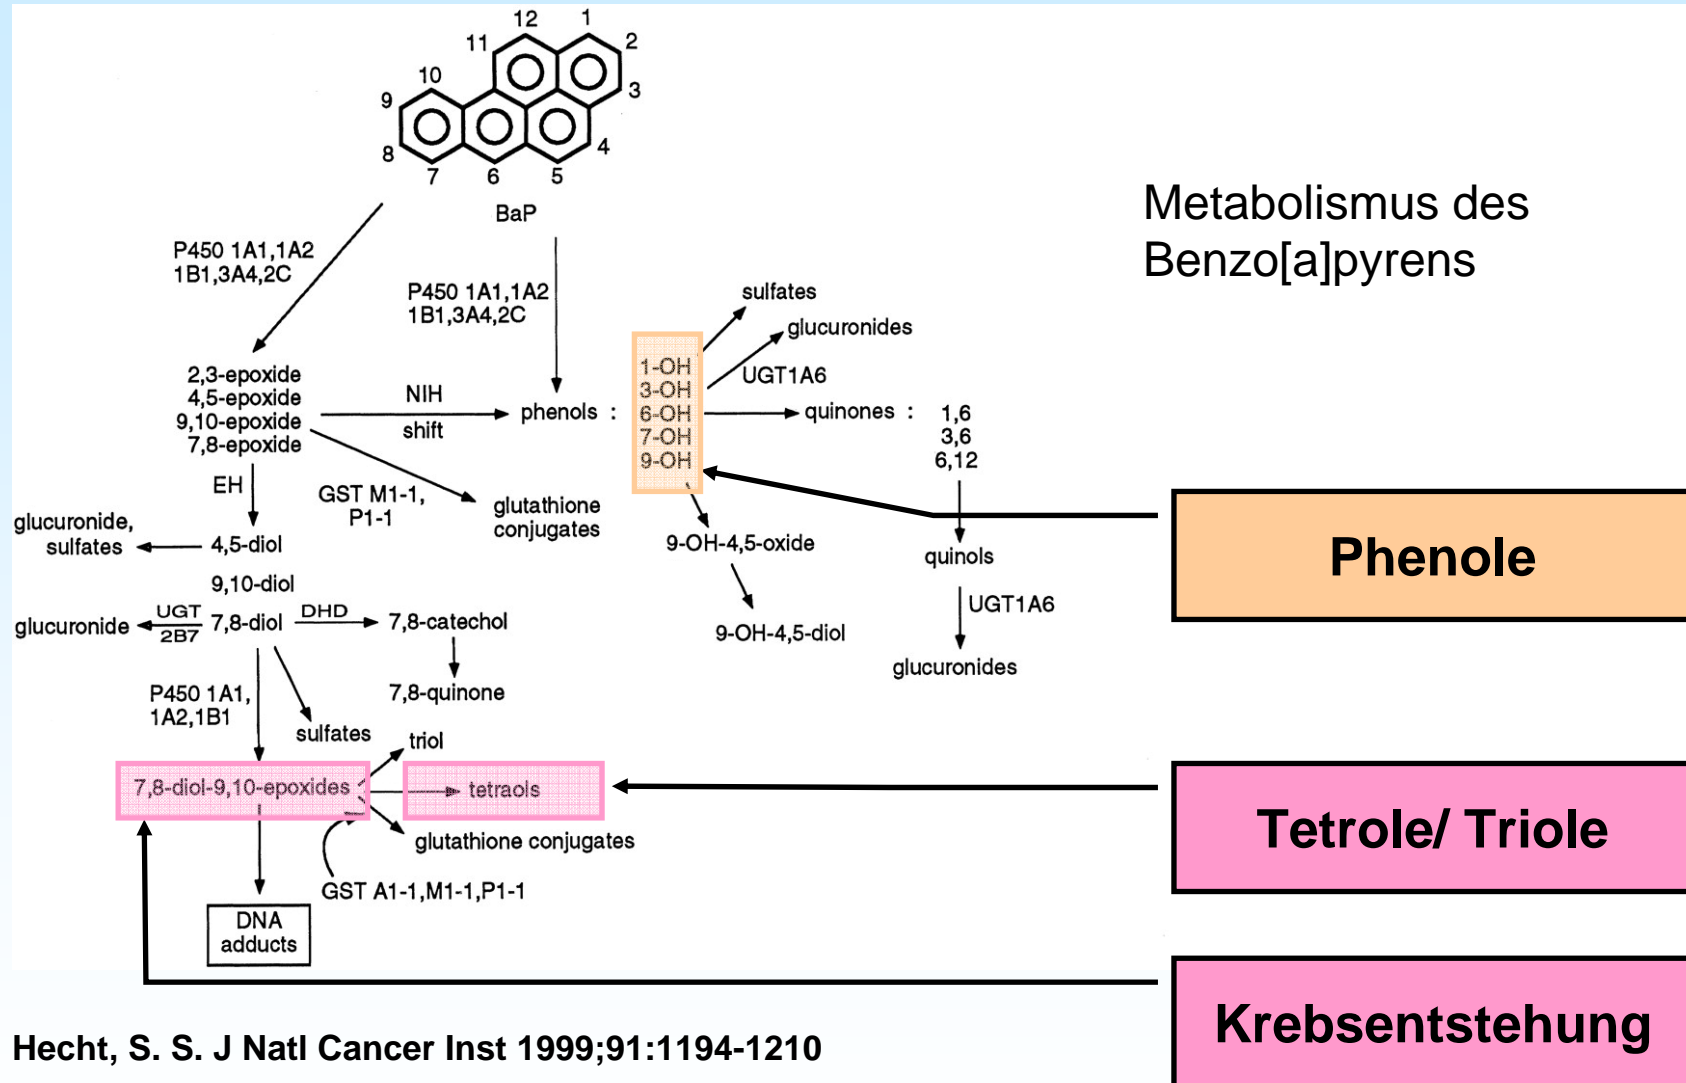 12
1
11
2
10
3
9
8
4
7
6
5
BaP
Metabolismus des
Benzo[a]pyrens
P450 1A1,1A2
1B1,3A4,2C
P450 1A1,1A2
1B1,3A4,2C
sulfates
glucuronides
UGT1A6
2,3-epoxide
4,5-epoxide
9,10-epoxide
7,8-epoxide
NIH
shift
phenols :
1-OH
3-OH
6-OH
7-OH
9-OH
quinones :
1,6
3,6
6,12
EH
GST M1-1,
P1-1
glutathione
conjugates
glucuronide,
sulfates
4,5-diol
9,10-diol
7,8-diol
9-OH-4,5-oxide
9-OH-4,5-diol
quinols
UGT1A6
glucuronides
Phenole
glucuronide
UGT
2B7
DHD
7,8-catechol
7,8-quinone
P450 1A1,
1A2,1B1
sulfates
triol
7,8-diol-9,10-epoxides
tetraols
glutathione conjugates
GST A1-1,M1-1,P1-1
DNA
adducts
Tetrole/ Triole
Krebsentstehung
Hecht, S. S. J Natl Cancer Inst 1999;91:1194-1210